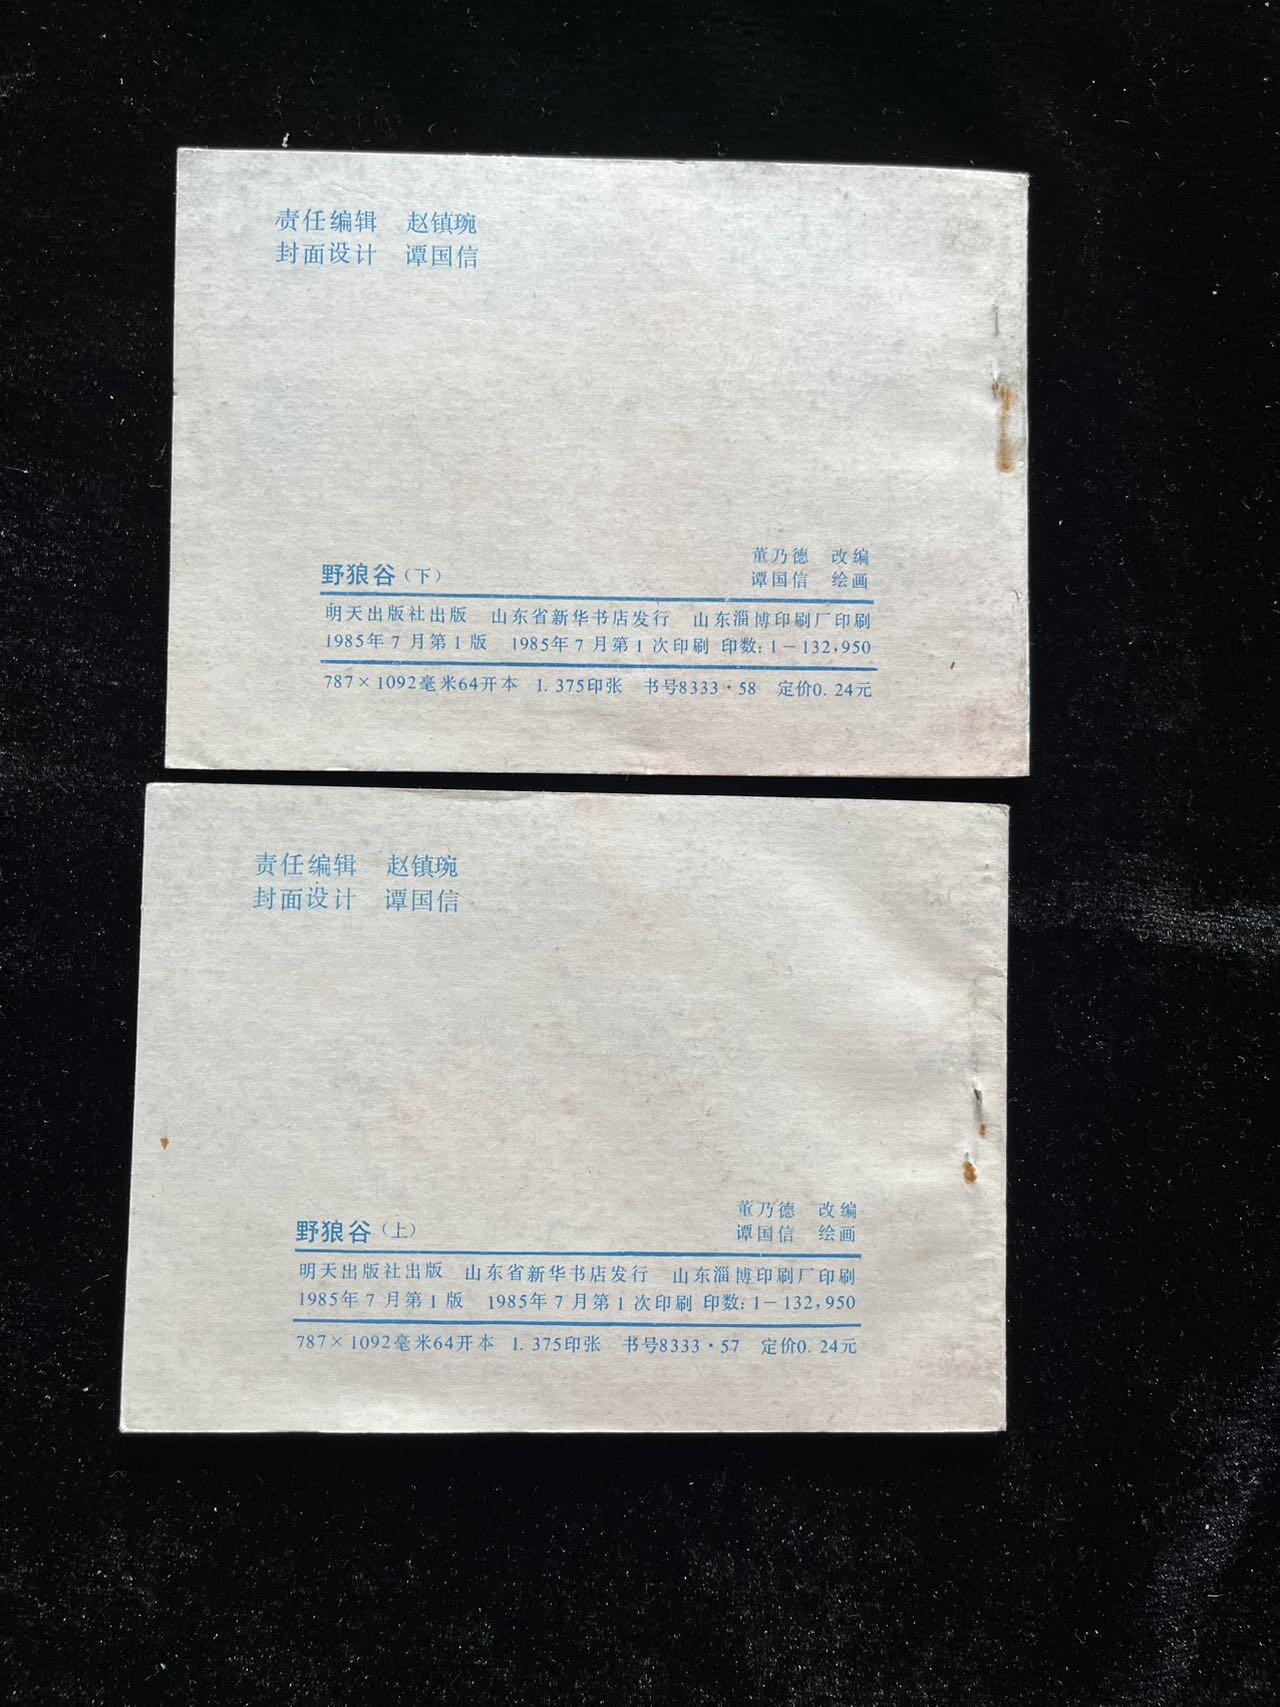 责任编辑 赵镇琬
封面设计 谭国信
董乃德 改编
野狼谷（下） 谭国信 绘画
明天出版社出版 山东省新华书店发行 山东淄博印刷厂印刷
1985年7月第1版 1985年7月第1次印刷 印数：1－132,950
787×1092毫米64开本 1.375印张 书号8333·58 定价0.24元
责任编辑 赵镇琬
封面设计 谭国信
董乃德 改编
野狼谷（上） 谭国信 绘画
明天出版社出版 山东省新华书店发行 山东淄博印刷厂印刷
1985年7月第1版 1985年7月第1次印刷 印数：1－132,950
787×1092毫米64开本 1.375印张 书号8333·57 定价0.24元